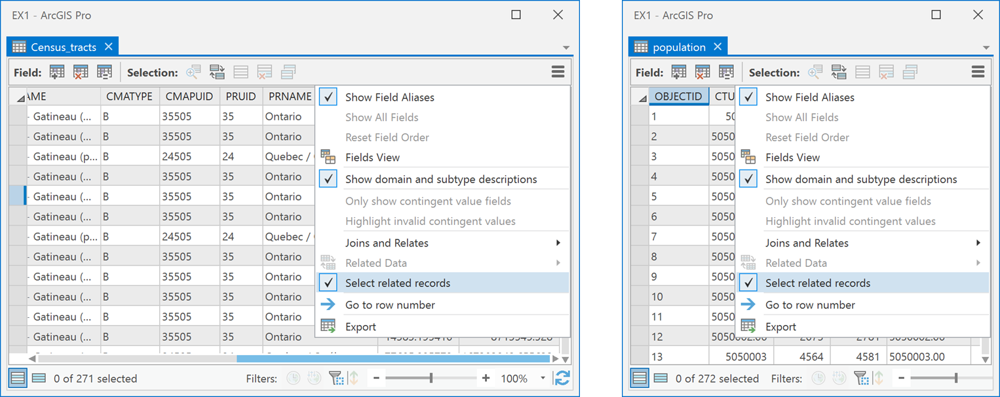 EX1 - ArcGIS Pro
Census_tracts
Field: Selection:
AME CMATYPE CMAPUID PRUID PRNAME
- Gatineau (... B 35505 35 Ontario
- Gatineau (... B 35505 35 Ontario
- Gatineau (p... B 24505 24 Quebec /
- Gatineau (... B 35505 35 Ontario
- Gatineau (... B 35505 35 Ontario
- Gatineau (... B 35505 35 Ontario
- Gatineau (p... B 24505 24 Quebec /
- Gatineau (... B 35505 35 Ontario
- Gatineau (... B 35505 35 Ontario
- Gatineau (... B 35505 35 Ontario
- Gatineau (... B 35505 35 Ontario
- Gatineau (... B 35505 35 Ontario
Show Field Aliases
Show All Fields
Reset Field Order
Fields View
Show domain and subtype descriptions
Only show contingent value fields
Highlight invalid contingent values
Joins and Relates
Related Data
Select related records
Go to row number
Export
0 of 271 selected Filters: 100%
EX1 - ArcGIS Pro
population
Field: Selection:
OBJECTID CTU
1 50
2 5050
3 5050
4 5050
5 5050
6 5050
7 5050
8 5050
9 5050
10 5050
11 5050
12 5050002.00
13 5050003 4564 4581 5050003.00
Show Field Aliases
Show All Fields
Reset Field Order
Fields View
Show domain and subtype descriptions
Only show contingent value fields
Highlight invalid contingent values
Joins and Relates
Related Data
Select related records
Go to row number
Export
0 of 272 selected Filters: